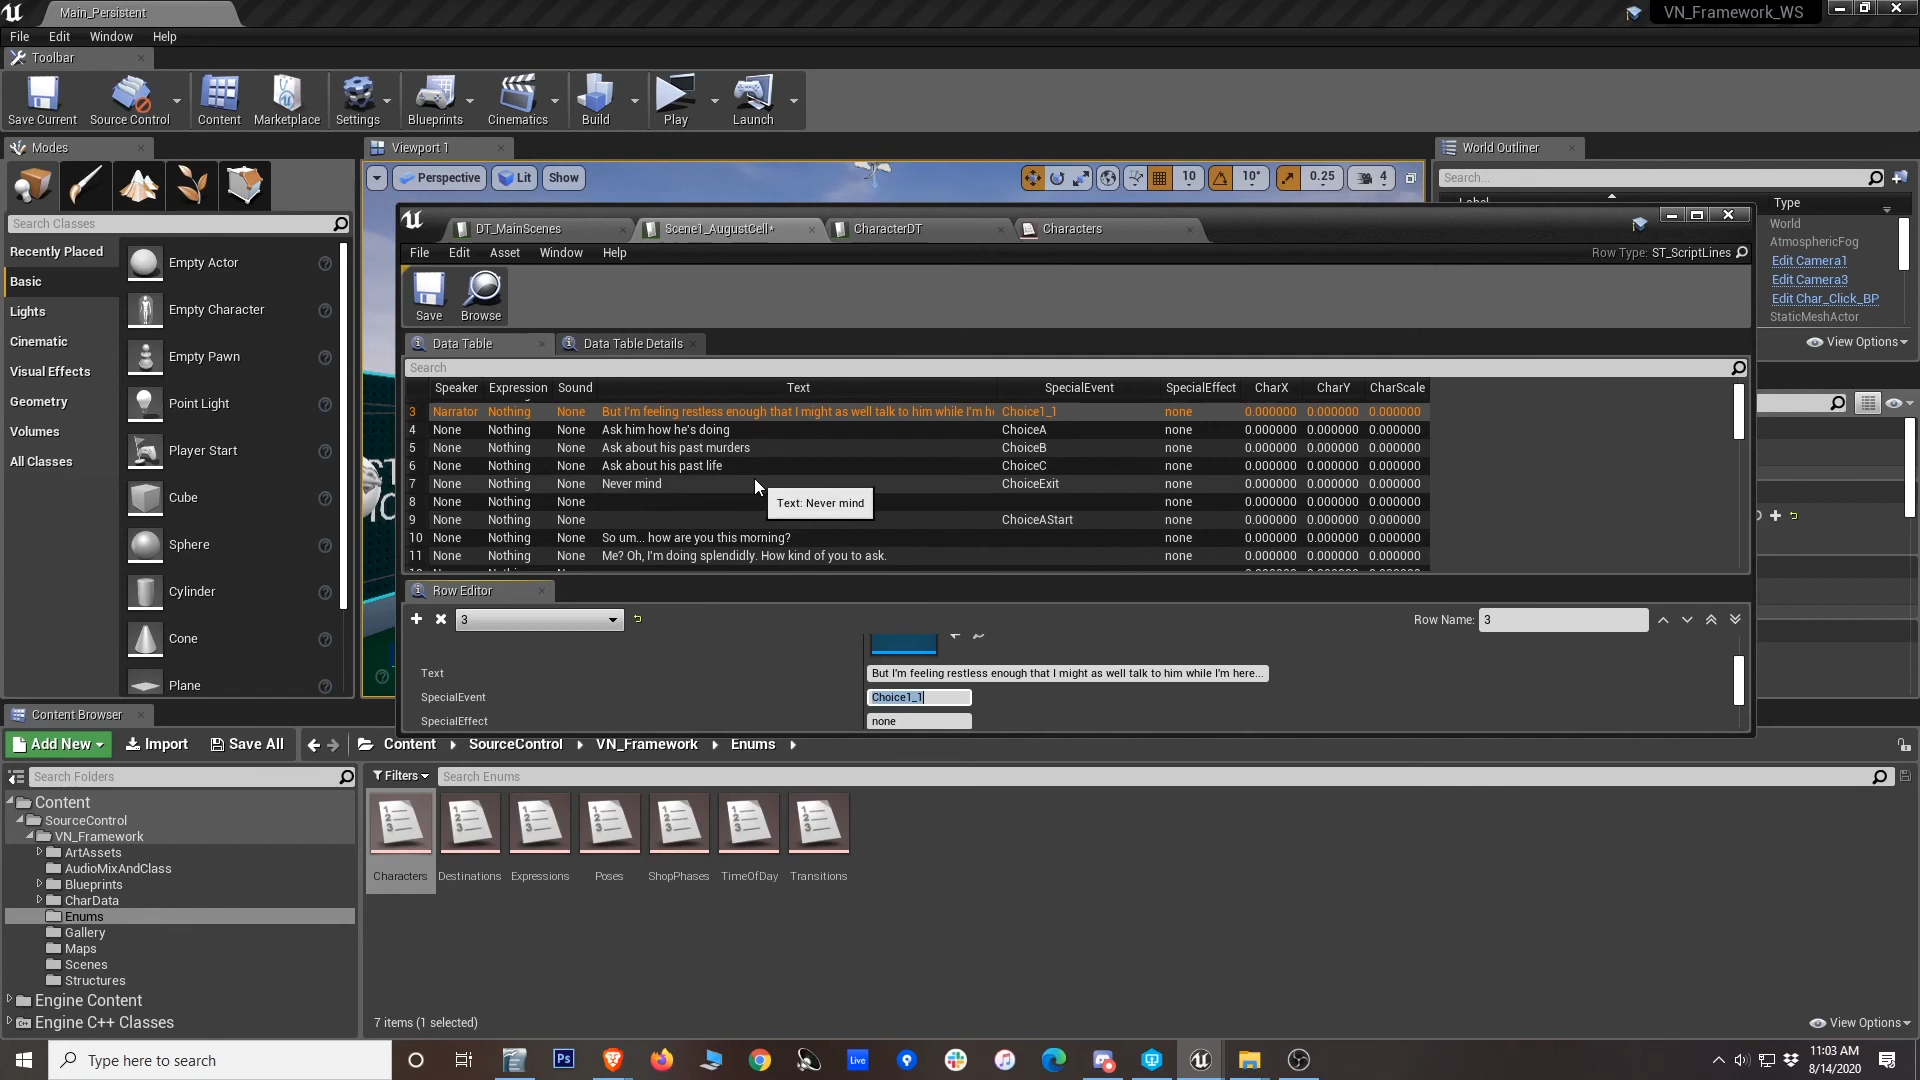 Main_Persistent
VN_Framework_WS
File Edit Window Help
Toolbar
Save Current Source Control Content Marketplace Settings Blueprints Cinematics Build Play Launch
Modes
Viewport 1
World Outliner
Perspective Lit Show 10 10° 0.25 4
Search...
Search Classes
Type
Recently Placed
Basic
Lights
Cinematic
Visual Effects
Geometry
Volumes
All Classes
Empty Actor
Empty Character
Empty Pawn
Point Light
Player Start
Cube
Sphere
Cylinder
Cone
Plane
World
AtmosphericFog
Edit Camera1
Edit Camera3
Edit Char_Click_BP
StaticMeshActor
View Options
DT_MainScenes Scene1_AugustCell* CharacterDT Characters
File Edit Asset Window Help
Row Type: ST_ScriptLines
Save Browse
Data Table Data Table Details
Search
Speaker Expression Sound Text SpecialEvent SpecialEffect CharX CharY CharScale
3 Narrator Nothing None But I'm feeling restless enough that I might as well talk to him while I'm he Choice1_1 none 0.000000 0.000000 0.000000
4 None Nothing None Ask him how he's doing ChoiceA none 0.000000 0.000000 0.000000
5 None Nothing None Ask about his past murders ChoiceB none 0.000000 0.000000 0.000000
6 None Nothing None Ask about his past life ChoiceC none 0.000000 0.000000 0.000000
7 None Nothing None Never mind ChoiceExit none 0.000000 0.000000 0.000000
8 None Nothing None none 0.000000 0.000000 0.000000
Text: Never mind
9 None Nothing None ChoiceAStart none 0.000000 0.000000 0.000000
10 None Nothing None So um... how are you this morning? none 0.000000 0.000000 0.000000
11 None Nothing None Me? Oh, I'm doing splendidly. How kind of you to ask. none 0.000000 0.000000 0.000000
Row Editor
3
Row Name: 3
Text But I'm feeling restless enough that I might as well talk to him while I'm here...
SpecialEvent Choice1_1
SpecialEffect none
Content Browser
Add New Import Save All Content SourceControl VN_Framework Enums
Search Folders
Filters Search Enums
Content
SourceControl
VN_Framework
ArtAssets
AudioMixAndClass
Blueprints
CharData
Enums
Gallery
Maps
Scenes
Structures
Engine Content
Engine C++ Classes
Characters Destinations Expressions Poses ShopPhases TimeOfDay Transitions
7 items (1 selected)
View Options
Type here to search
Ps
Live
11:03 AM
8/14/2020